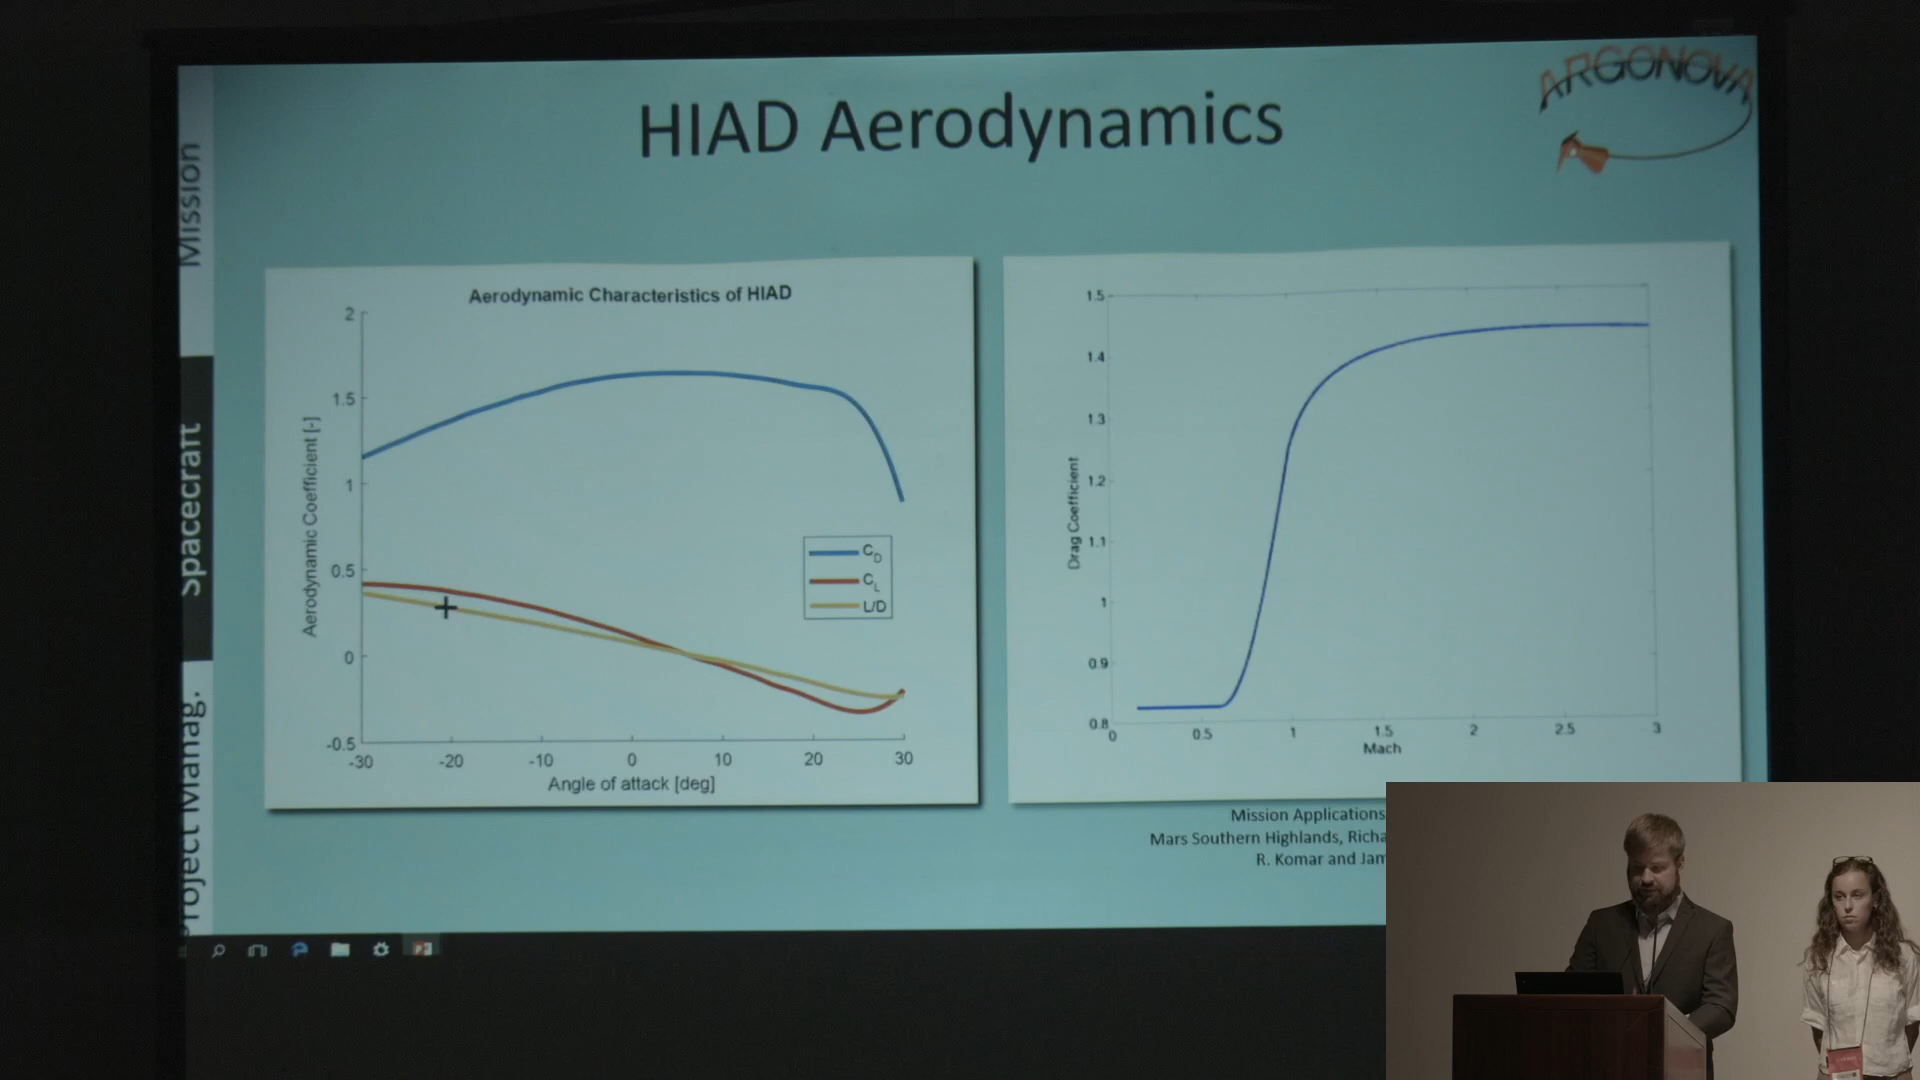 ARGONOVA
HIAD Aerodynamics
Mission
Spacecraft
Project Manag.
Aerodynamic Characteristics of HIAD
2
1.5
1
0.5
0
-0.5
Aerodynamic Coefficient [-]
C_D
C_L
L/D
-30 -20 -10 0 10 20 30
Angle of attack [deg]
1.5
1.4
1.3
1.2
1.1
1
0.9
0.8
Drag Coefficient
0 0.5 1 1.5 2 2.5 3
Mach
Mission Applications
Mars Southern Highlands,
R. Komar and